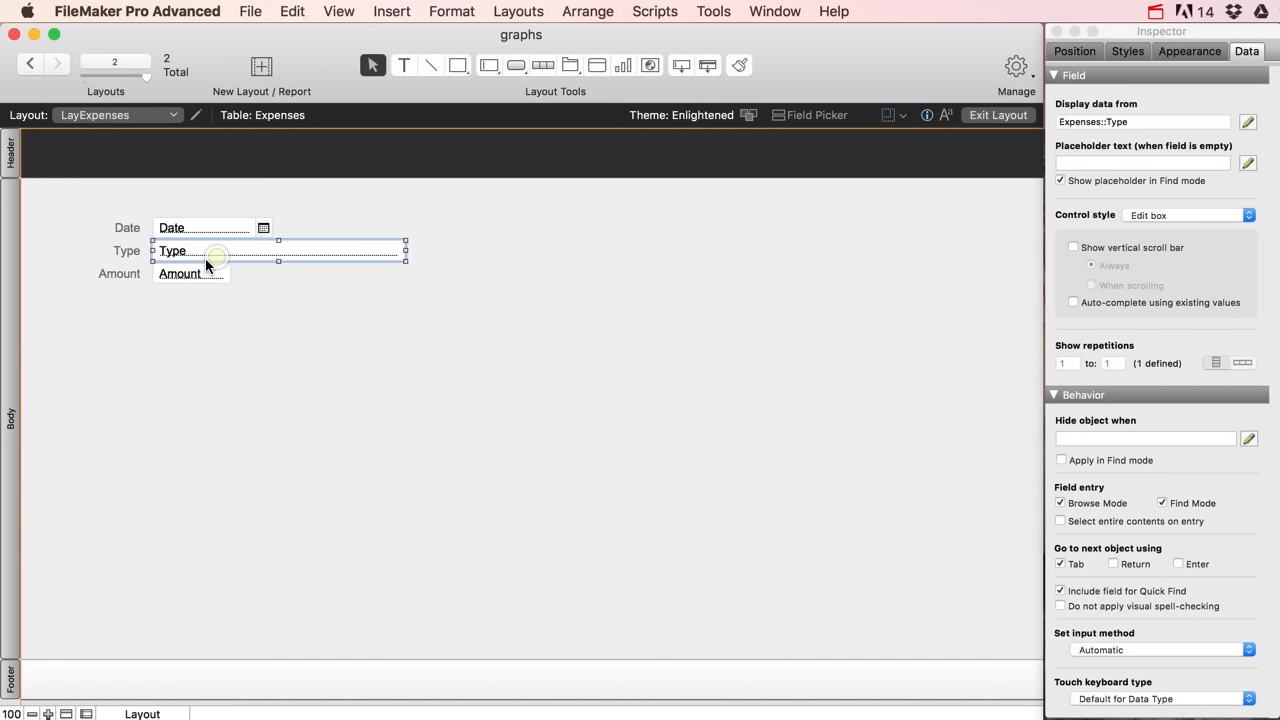 FileMaker Pro Advanced File Edit View Insert Format Layouts Arrange Scripts Tools Window Help 14
graphs
Inspector
Position Styles Appearance Data
2
2
Total
Layouts
New Layout / Report
T
Layout Tools
Manage
Layout: LayExpenses Table: Expenses Theme: Enlightened Field Picker Aa Exit Layout
Header
Body
Footer
Date Date
Type Type
Amount Amount
100 Layout
Field
Display data from
Expenses::Type
Placeholder text (when field is empty)
Show placeholder in Find mode
Control style Edit box
Show vertical scroll bar
Always
When scrolling
Auto-complete using existing values
Show repetitions
1 to: 1 (1 defined)
Behavior
Hide object when
Apply in Find mode
Field entry
Browse Mode Find Mode
Select entire contents on entry
Go to next object using
Tab Return Enter
Include field for Quick Find
Do not apply visual spell-checking
Set input method
Automatic
Touch keyboard type
Default for Data Type